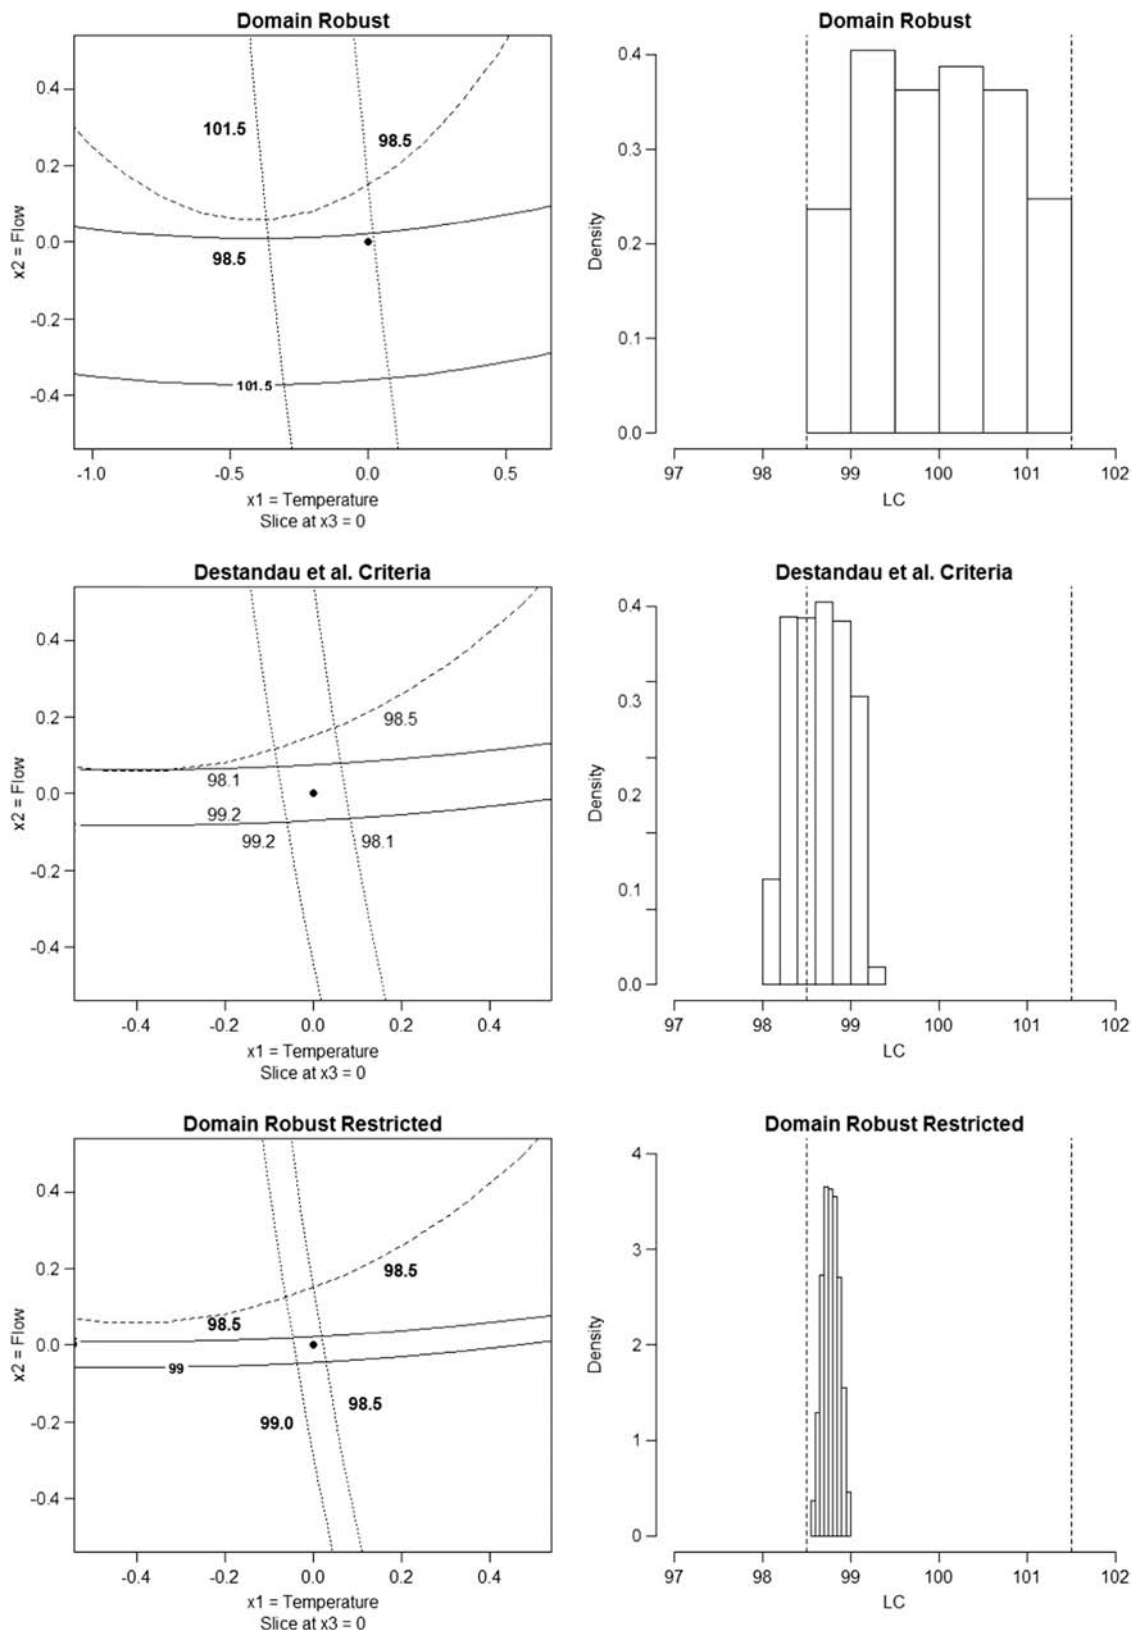 Domain Robust
0.4
0.2
0.0
-0.2
-0.4
x2 = Flow
101.5
98.5
98.5
101.5
-1.0 -0.5 0.0 0.5
x1 = Temperature
Slice at x3 = 0
Domain Robust
0.4
0.3
0.2
0.1
0.0
Density
97 98 99 100 101 102
LC
Destandau et al. Criteria
0.4
0.2
0.0
-0.2
-0.4
x2 = Flow
98.5
98.1
99.2
99.2
98.1
-0.4 -0.2 0.0 0.2 0.4
x1 = Temperature
Slice at x3 = 0
Destandau et al. Criteria
0.4
0.3
0.2
0.1
0.0
Density
97 98 99 100 101 102
LC
Domain Robust Restricted
0.4
0.2
0.0
-0.2
-0.4
x2 = Flow
98.5
98.5
99
98.5
99.0
-0.4 -0.2 0.0 0.2 0.4
x1 = Temperature
Slice at x3 = 0
Domain Robust Restricted
4
3
2
1
0
Density
97 98 99 100 101 102
LC